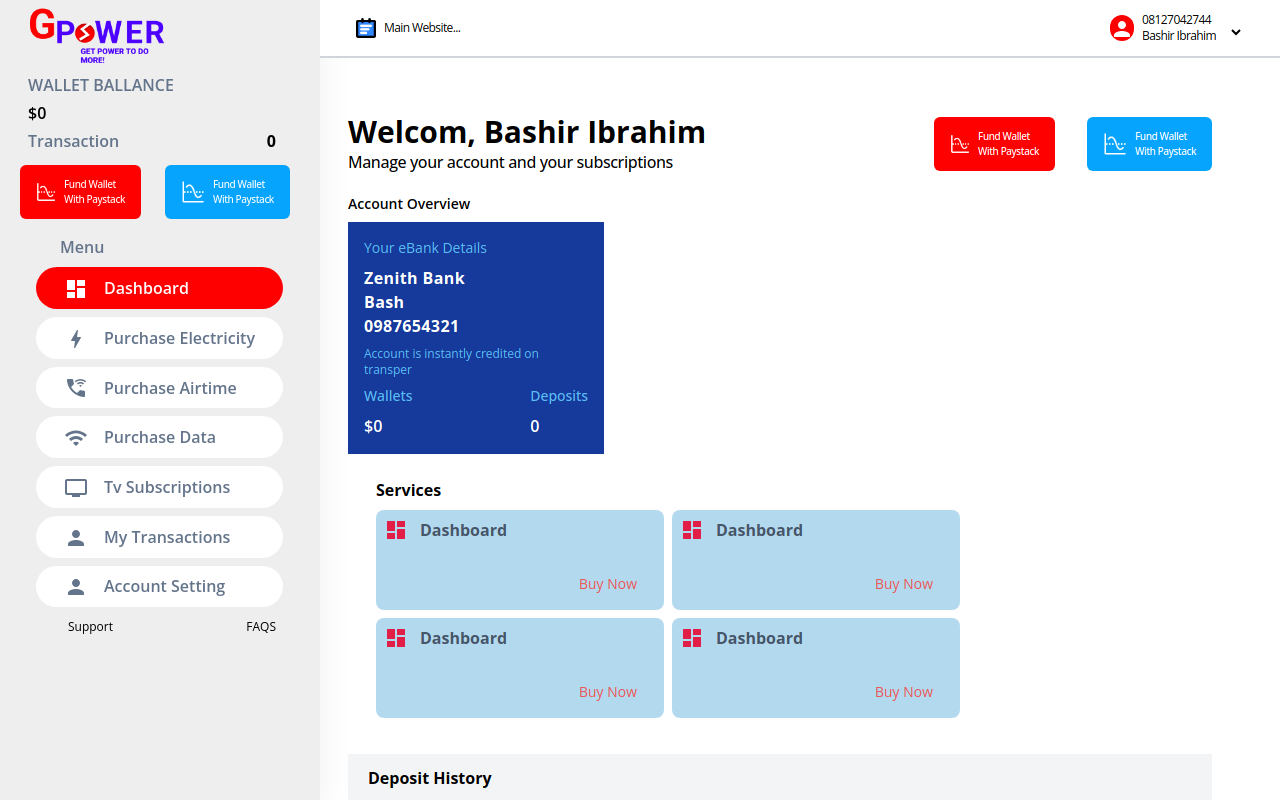 GPOWER
GET POWER TO DO
MORE!
WALLET BALLANCE
$0
Transaction 0
Fund Wallet
With Paystack
Fund Wallet
With Paystack
Menu
Dashboard
Purchase Electricity
Purchase Airtime
Purchase Data
Tv Subscriptions
My Transactions
Account Setting
Support FAQS
Main Website...
08127042744
Bashir Ibrahim
Welcom, Bashir Ibrahim
Manage your account and your subscriptions
Fund Wallet
With Paystack
Fund Wallet
With Paystack
Account Overview
Your eBank Details
Zenith Bank
Bash
0987654321
Account is instantly credited on
transper
Wallets Deposits
$0 0
Services
Dashboard
Buy Now
Dashboard
Buy Now
Dashboard
Buy Now
Dashboard
Buy Now
Deposit History